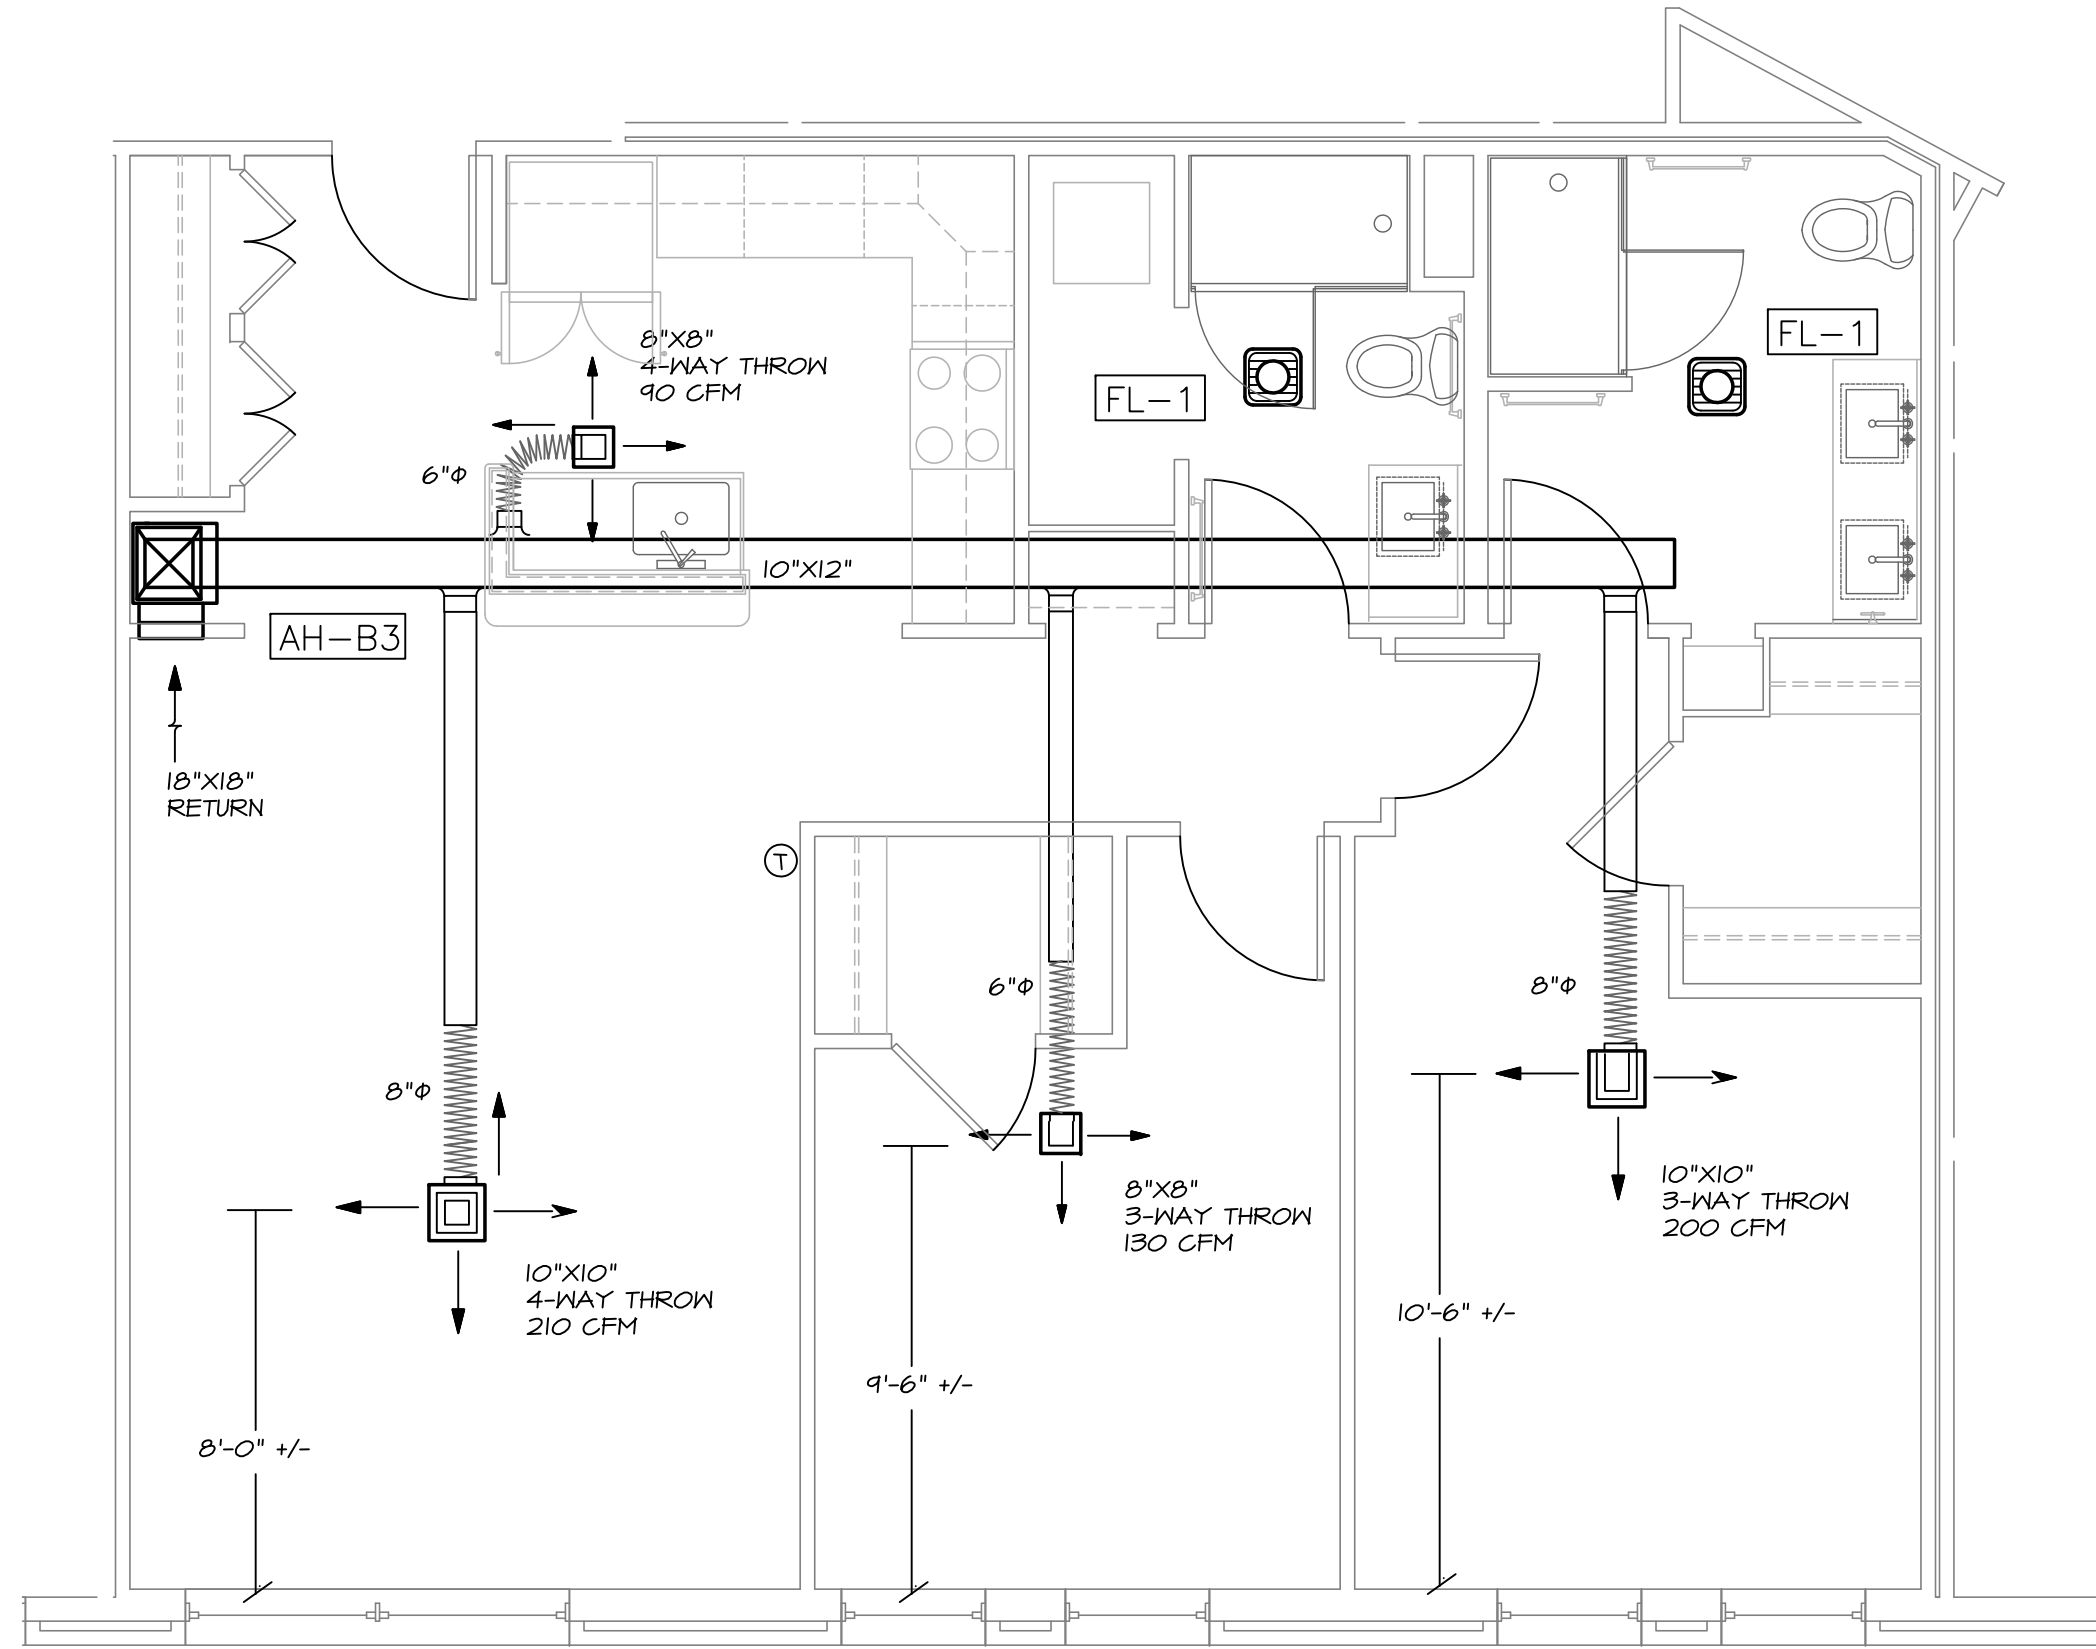 FL-1
8"X8"
4-WAY THROW
90 CFM
FL-1
6"Φ
10"X12"
AH-B3
18"X18"
RETURN
T
6"Φ
8"Φ
8"Φ
10"X10"
3-WAY THROW
200 CFM
8"X8"
3-WAY THROW
130 CFM
10"X10"
4-WAY THROW
210 CFM
10'-6" +/-
9'-6" +/-
8'-0" +/-